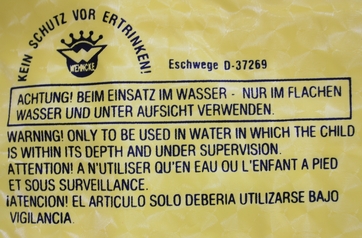 KEIN SCHUTZ VOR ERTRINKEN!
WEHNCKE
Eschwege D-37269
ACHTUNG! BEIM EINSATZ IM WASSER - NUR IM FLACHEN
WASSER UND UNTER AUFSICHT VERWENDEN.
WARNING! ONLY TO BE USED IN WATER IN WHICH THE CHILD
IS WITHIN ITS DEPTH AND UNDER SUPERVISION.
ATTENTION! A N'UTILISER QU'EN EAU OU L'ENFANT A PIED
ET SOUS SURVEILLANCE.
¡ATENCION! EL ARTICULO SOLO DEBERIA UTILIZARSE BAJO
VIGILANCIA.